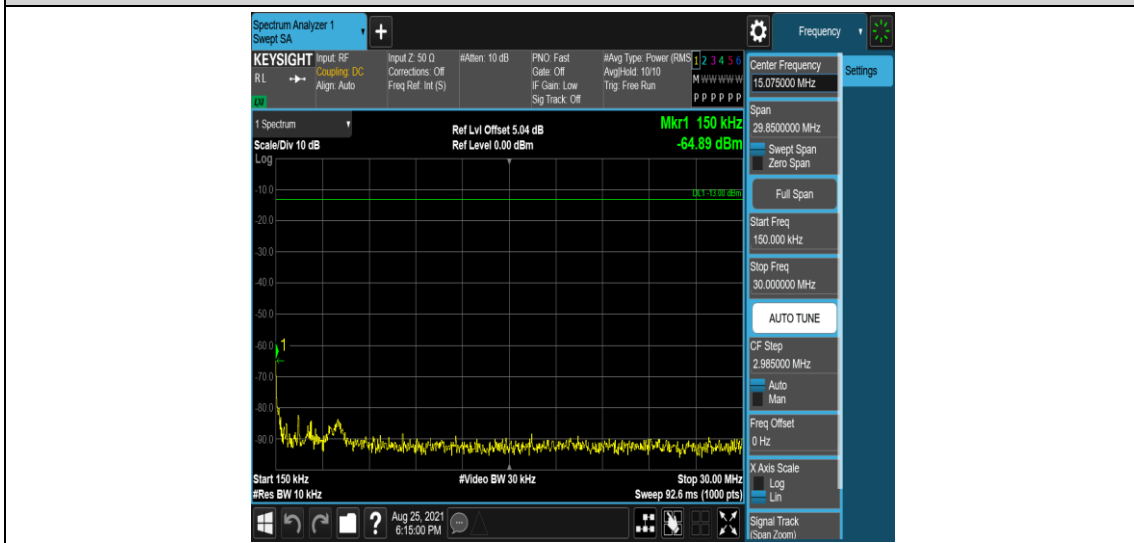 Spectrum Analyzer 1
Swept SA
+
Frequency
KEYSIGHT
RL
LXI
Input: RF
Coupling: DC
Align: Auto
Input Z: 50 Ω
Corrections: Off
Freq Ref: Int (S)
#Atten: 10 dB
PNO: Fast
Gate: Off
IF Gain: Low
Sig Track: Off
#Avg Type: Power (RMS
Avg|Hold: 10/10
Trig: Free Run
1 2 3 4 5 6
M W W W W W
P P P P P P
1 Spectrum
Scale/Div 10 dB
Ref Lvl Offset 5.04 dB
Ref Level 0.00 dBm
Mkr1 150 kHz
-64.89 dBm
Log
DL1 -13.00 dBm
-10.0
-20.0
-30.0
-40.0
-50.0
-60.0
1
-70.0
-80.0
-90.0
Start 150 kHz
#Res BW 10 kHz
#Video BW 30 kHz
Stop 30.00 MHz
Sweep 92.6 ms (1000 pts)
Center Frequency
15.075000 MHz
Settings
Span
29.8500000 MHz
Swept Span
Zero Span
Full Span
Start Freq
150.000 kHz
Stop Freq
30.000000 MHz
AUTO TUNE
CF Step
2.985000 MHz
Auto
Man
Freq Offset
0 Hz
X Axis Scale
Log
Lin
Signal Track
(Span Zoom)
?
Aug 25, 2021
6:15:00 PM